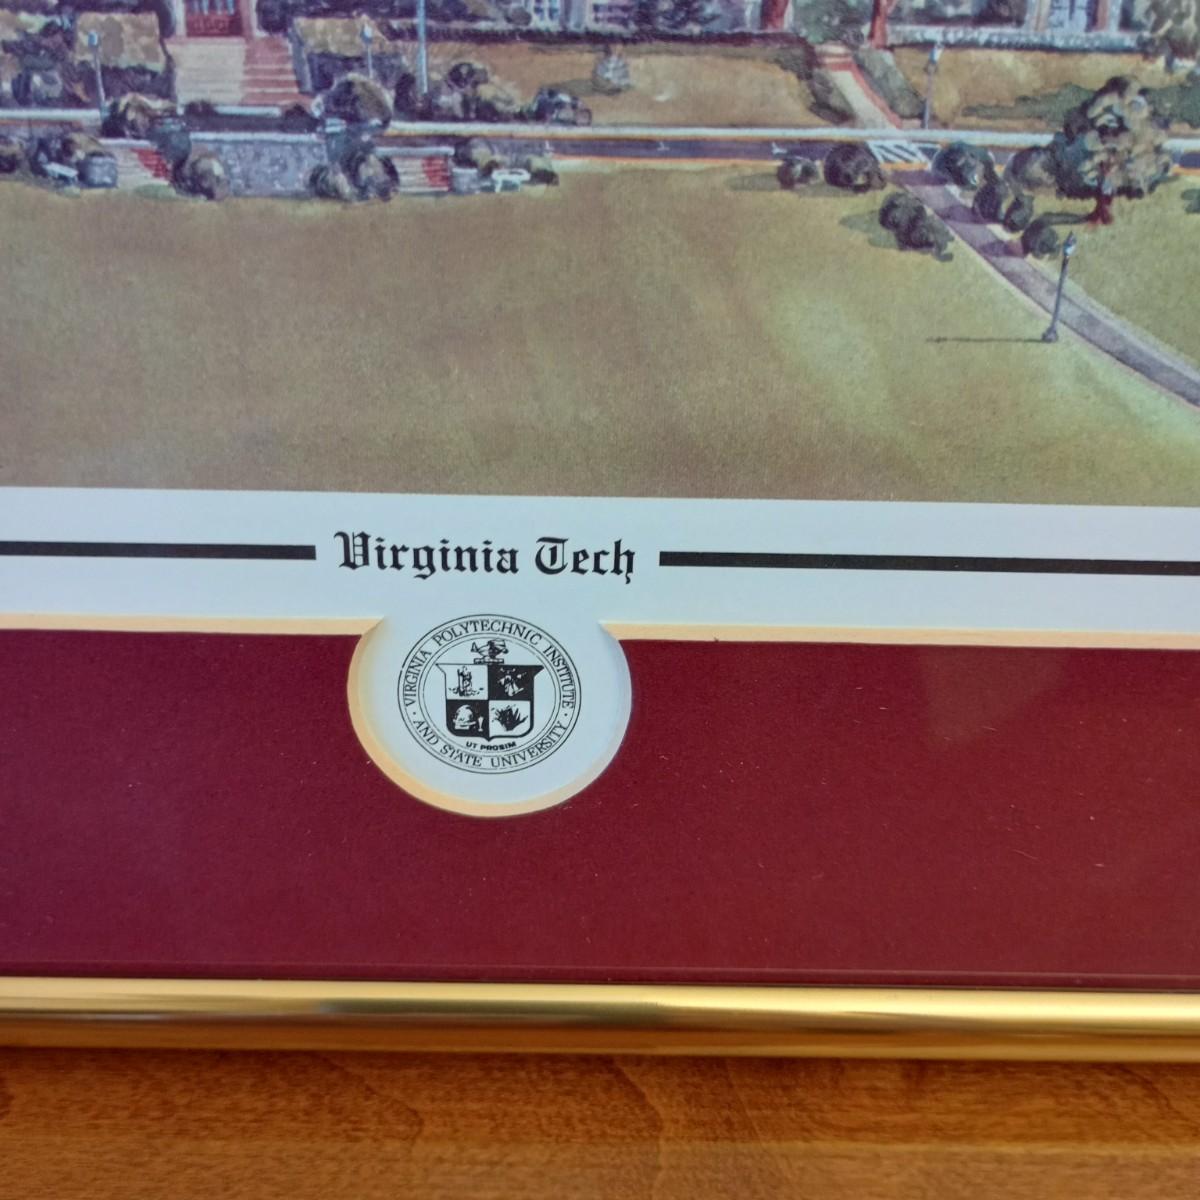 Virginia Tech
VIRGINIA POLYTECHNIC INSTITUTE
· AND STATE UNIVERSITY ·
UT PROSIM